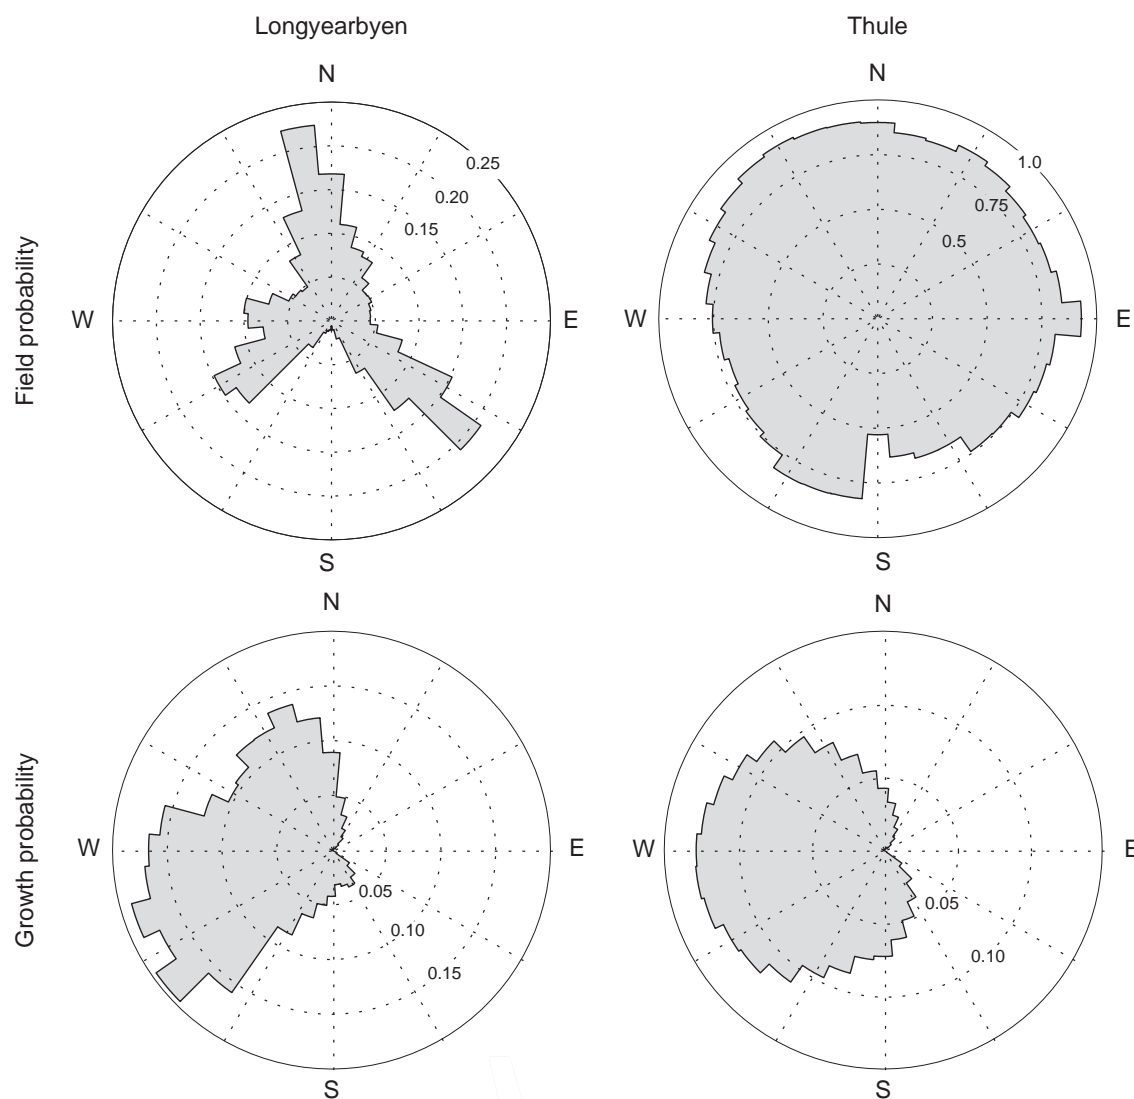 Longyearbyen
Thule
N
N
0.25
1.0
0.20
0.75
0.15
0.5
Field probability
W
E
W
E
S
S
N
N
Growth probability
W
E
W
E
0.05
0.05
0.10
0.10
0.15
S
S